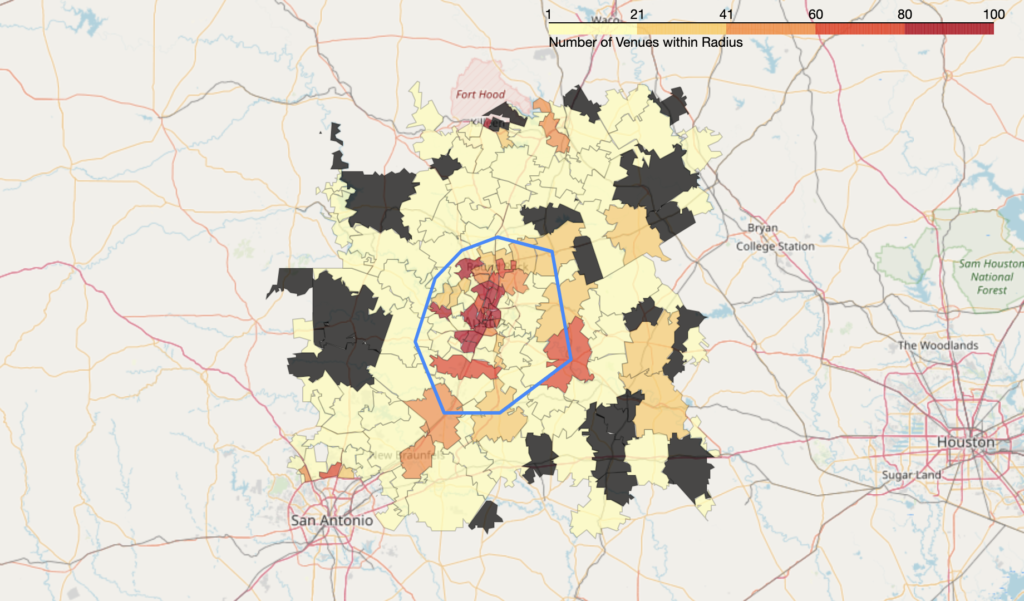 1 21 41 60 80 100
Number of Venues within Radius
Waco
Fort Hood
Bryan
College Station
Sam Houston
National
Forest
The Woodlands
New Braunfels
Houston
Sugar Land
San Antonio